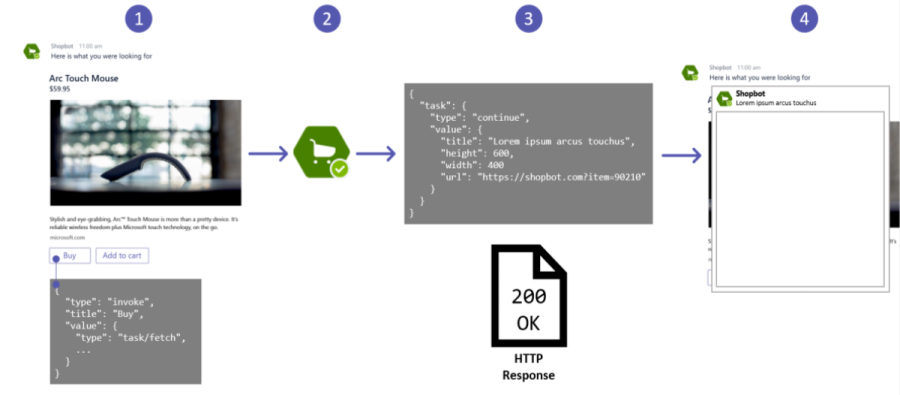 1
2
3
4
Shopbot 11:00 am
Here is what you were looking for
Arc Touch Mouse
$59.95
Stylish and eye-grabbing, Arc™ Touch Mouse is more than a pretty device. It's
reliable wireless freedom plus Microsoft touch technology, on the go.
microsoft.com
Buy
Add to cart
{
"type": "invoke",
"title": "Buy",
"value": {
"type": "task/fetch",
...
}
}
{
"task": {
"type": "continue",
"value": {
"title": "Lorem ipsum arcus touchus",
"height": 600,
"width": 400
"url": "https://shopbot.com?item=90210"
}
}
}
200
OK
HTTP
Response
Shopbot 11:00 am
Here is what you were looking for
Shopbot
Lorem ipsum arcus touchus